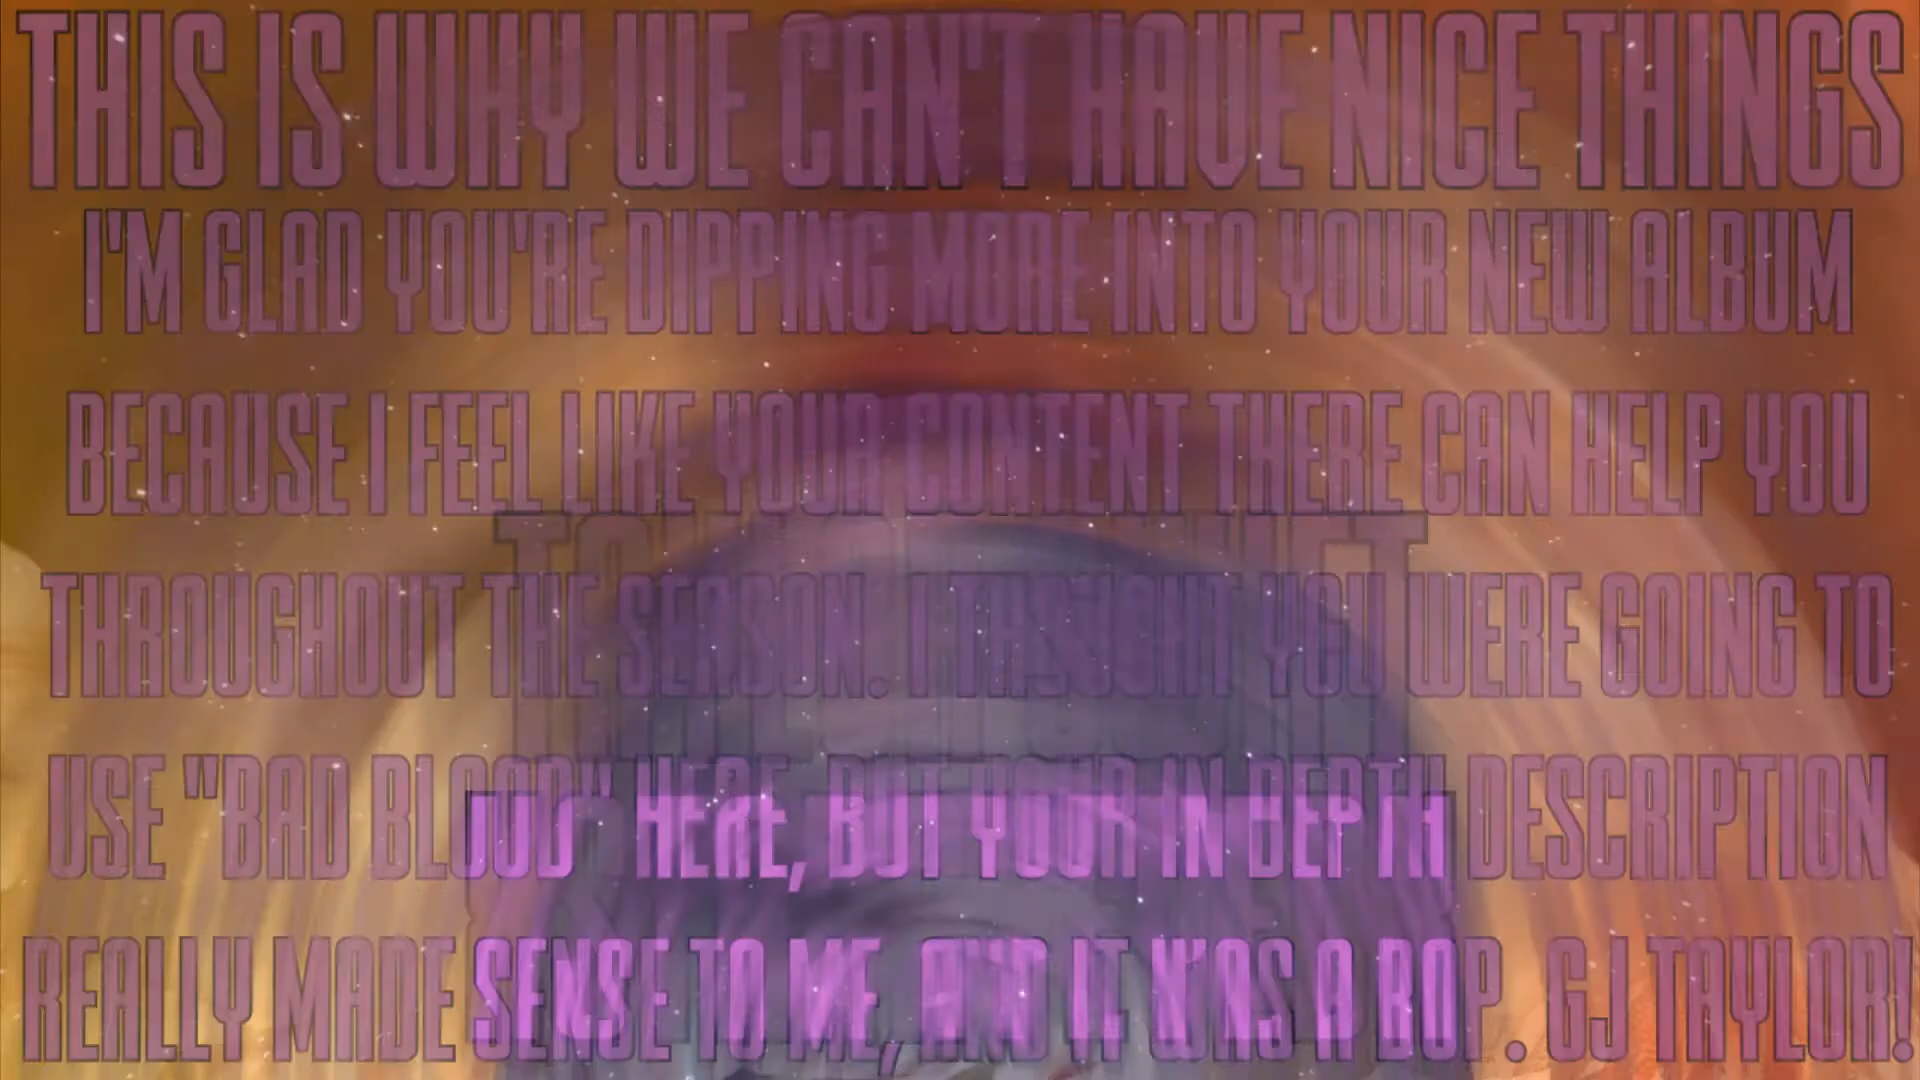 THIS IS WHY WE CAN'T HAVE NICE THINGS
I'M GLAD YOU'RE DIPPING MORE INTO YOUR NEW ALBUM
BECAUSE I FEEL LIKE YOUR CONTENT THERE CAN HELP YOU
THROUGHOUT THE SEASON. I THOUGHT YOU WERE GOING TO
USE "BAD BLOOD" HERE, BUT YOUR IN DEPTH DESCRIPTION
REALLY MADE SENSE TO ME, AND IT WAS A BOP. GJ TAYLOR!